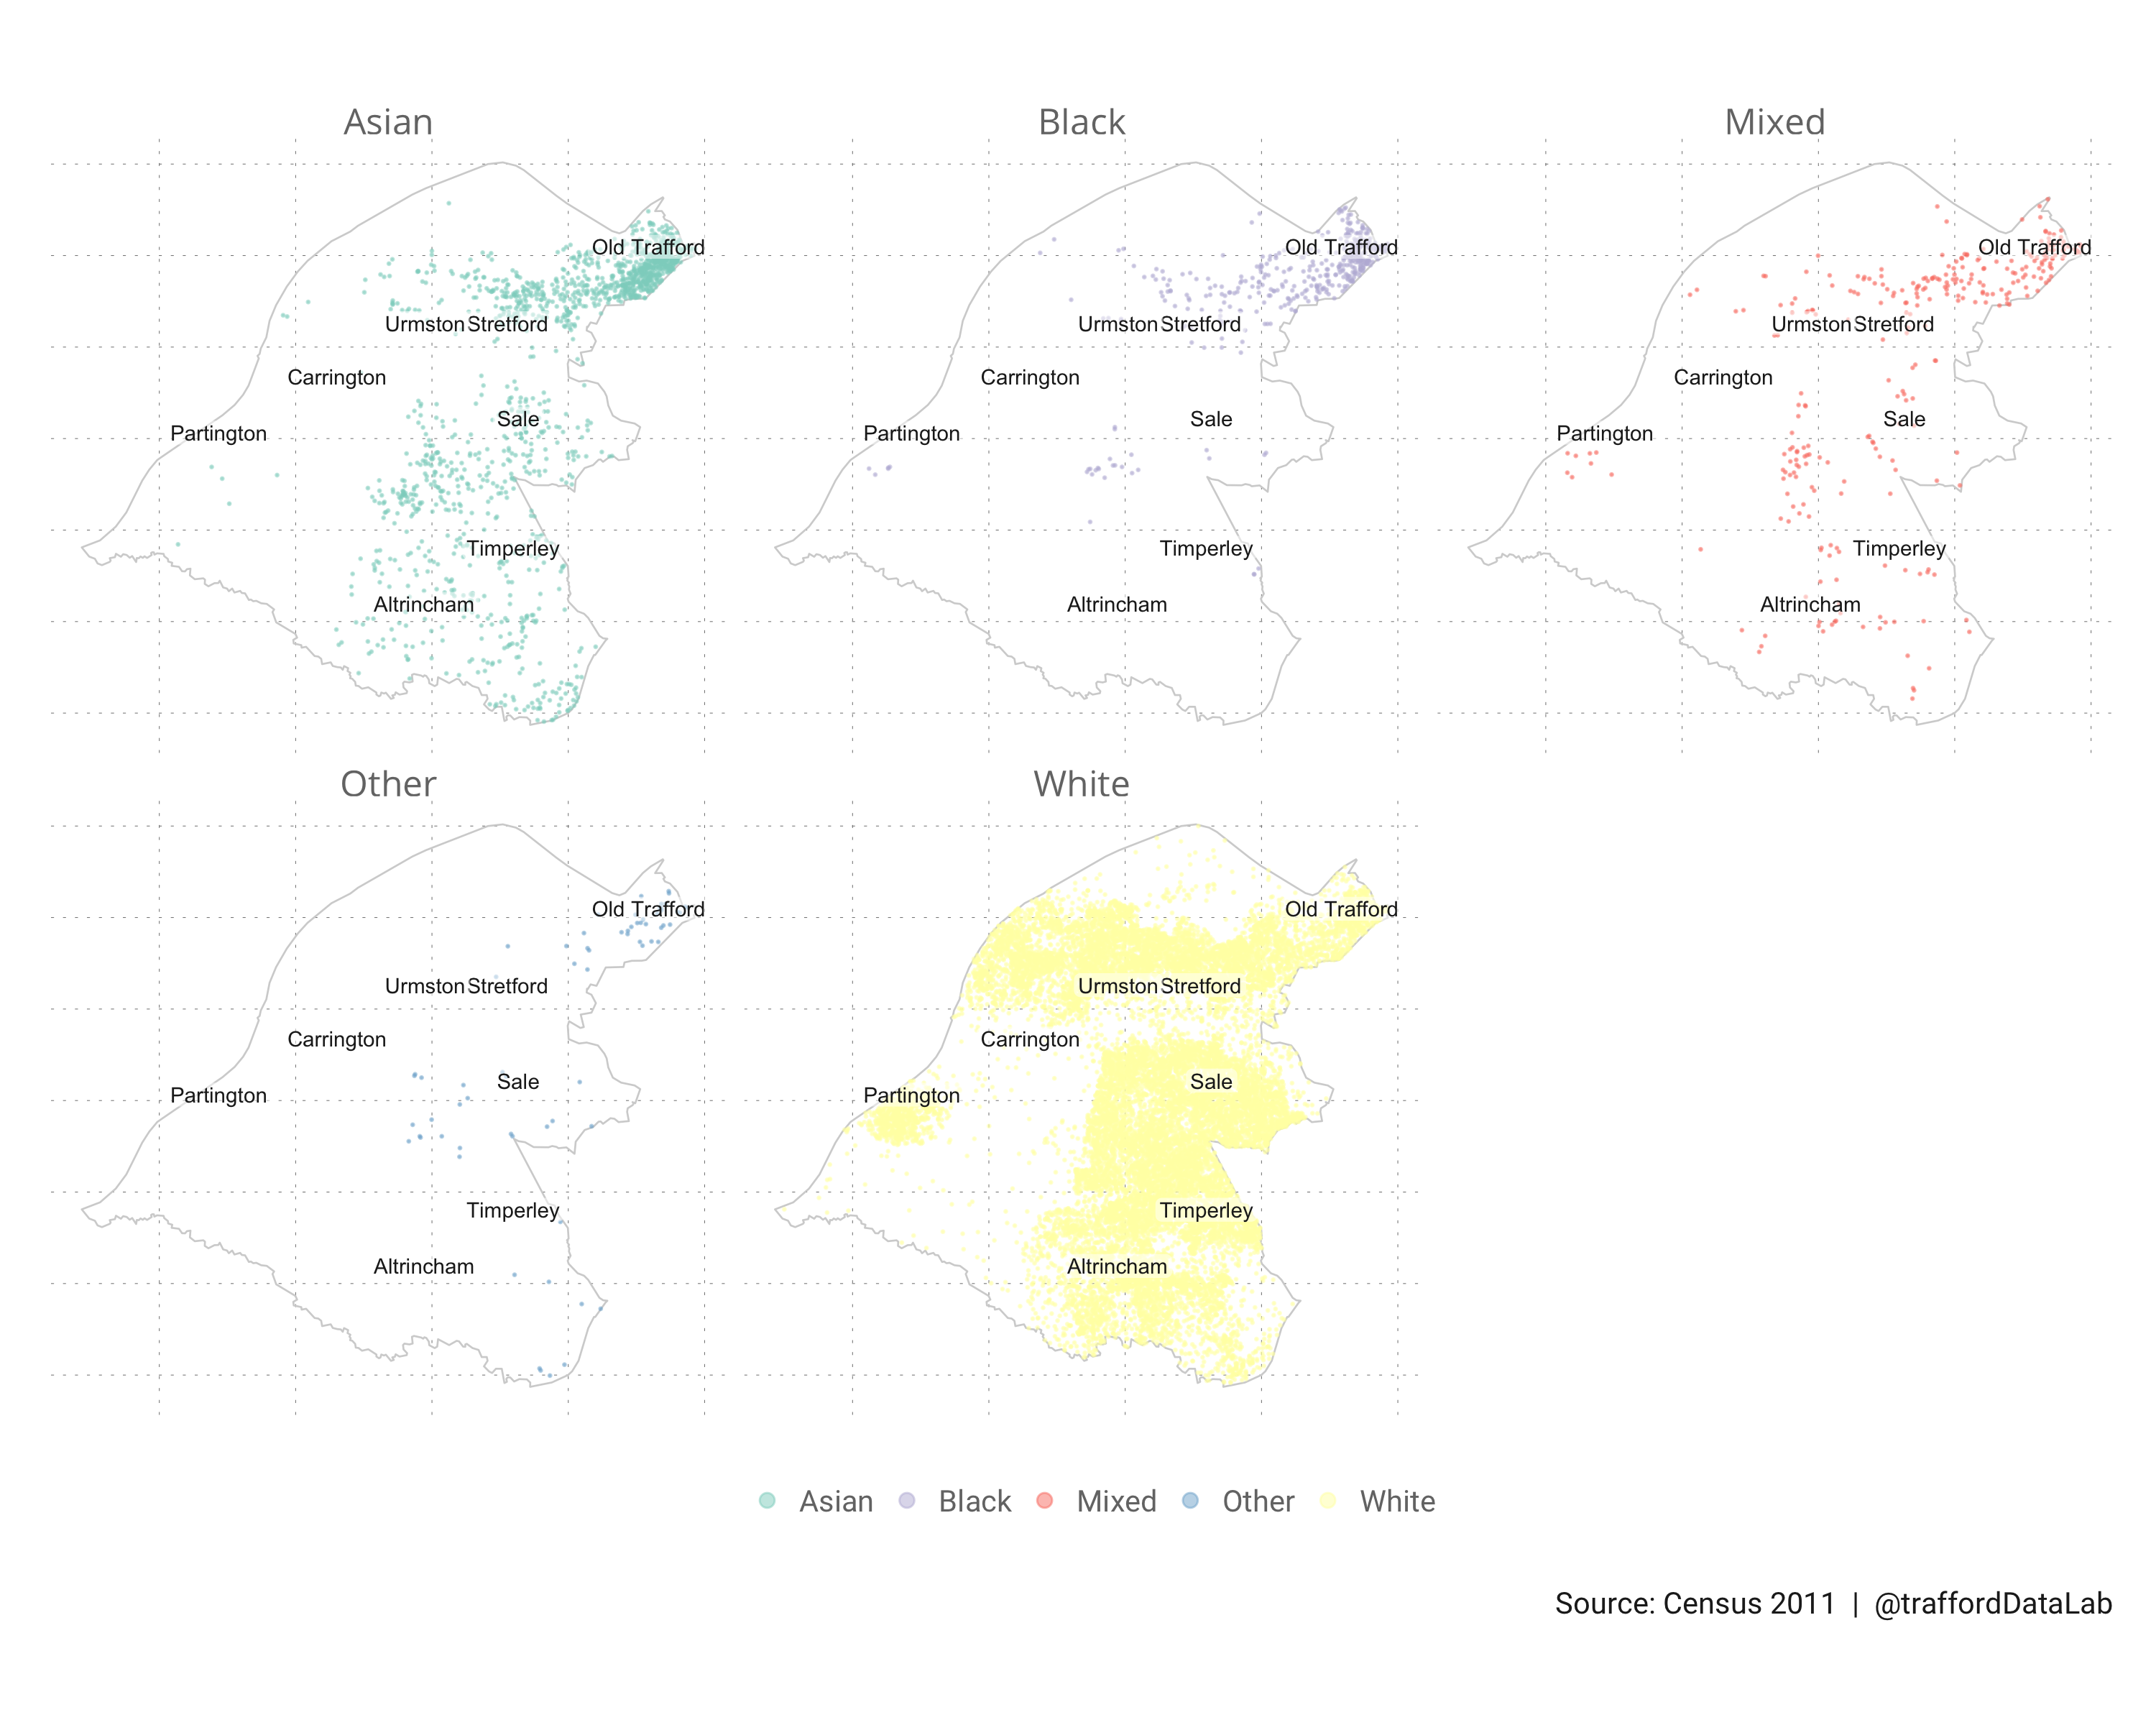 Asian
Black
Mixed
Old Trafford
Old Trafford
Old Trafford
Urmston Stretford
Urmston Stretford
Urmston Stretford
Carrington
Carrington
Carrington
Sale
Sale
Sale
Partington
Partington
Partington
Timperley
Timperley
Timperley
Altrincham
Altrincham
Altrincham
Other
White
Old Trafford
Old Trafford
Urmston Stretford
Urmston Stretford
Carrington
Carrington
Sale
Sale
Partington
Partington
Timperley
Timperley
Altrincham
Altrincham
Asian Black Mixed Other White
Source: Census 2011 | @traffordDataLab